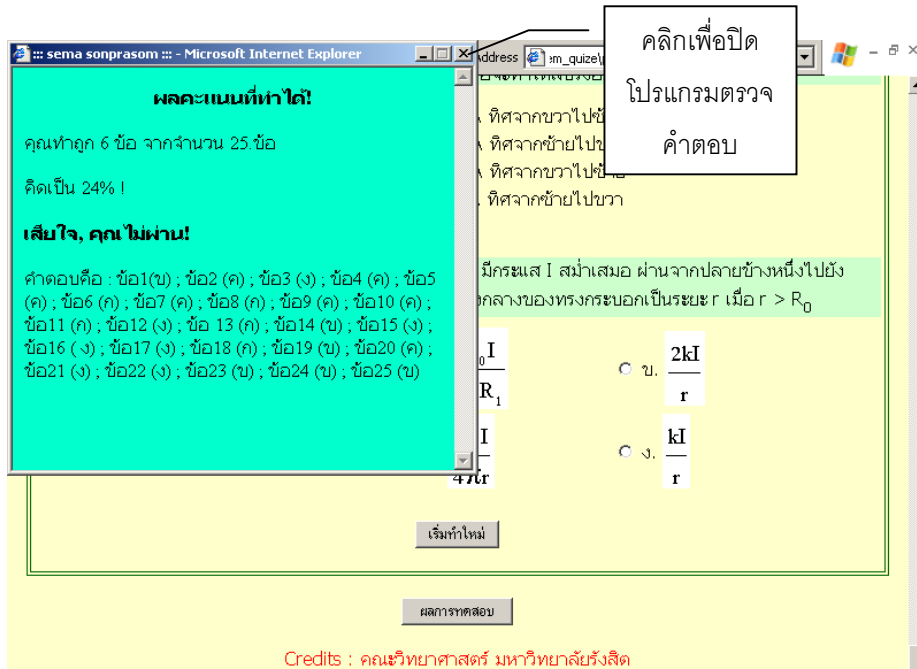 ::: sema sonprasom ::: - Microsoft Internet Explorer
ผลคะแนนที่ทำได้!
คุณทำถูก 6 ข้อ จากจำนวน 25.ข้อ
คิดเป็น 24% !
เสียใจ, คุณไม่ผ่าน!
คำตอบคือ : ข้อ1(ข) ; ข้อ2 (ค) ; ข้อ3 (ง) ; ข้อ4 (ค) ; ข้อ5
(ค) ; ข้อ6 (ก) ; ข้อ7 (ค) ; ข้อ8 (ก) ; ข้อ9 (ค) ; ข้อ10 (ค) ;
ข้อ11 (ก) ; ข้อ12 (ง) ; ข้อ 13 (ก) ; ข้อ14 (ข) ; ข้อ15 (ง) ;
ข้อ16 ( ง) ; ข้อ17 (ง) ; ข้อ18 (ก) ; ข้อ19 (ข) ; ข้อ20 (ค) ;
ข้อ21 (ง) ; ข้อ22 (ง) ; ข้อ23 (ข) ; ข้อ24 (ข) ; ข้อ25 (ข)
คลิกเพื่อปิด
โปรแกรมตรวจ
คำตอบ
Address
ทิศจากขวาไป
ทิศจากซ้ายไป
ทิศจากขวาไป
ทิศจากซ้ายไปขวา
มีกระแส I สม่ำเสมอ ผ่านจากปลายข้างหนึ่งไปยัง
กลางของทรงกระบอกเป็นระยะ r เมื่อ r > R0
I
R1
ข. 2kI
r
I
4πr
ง. kI
r
เริ่มทำใหม่
ผลการทดสอบ
Credits : คณะวิทยาศาสตร์ มหาวิทยาลัยรังสิต